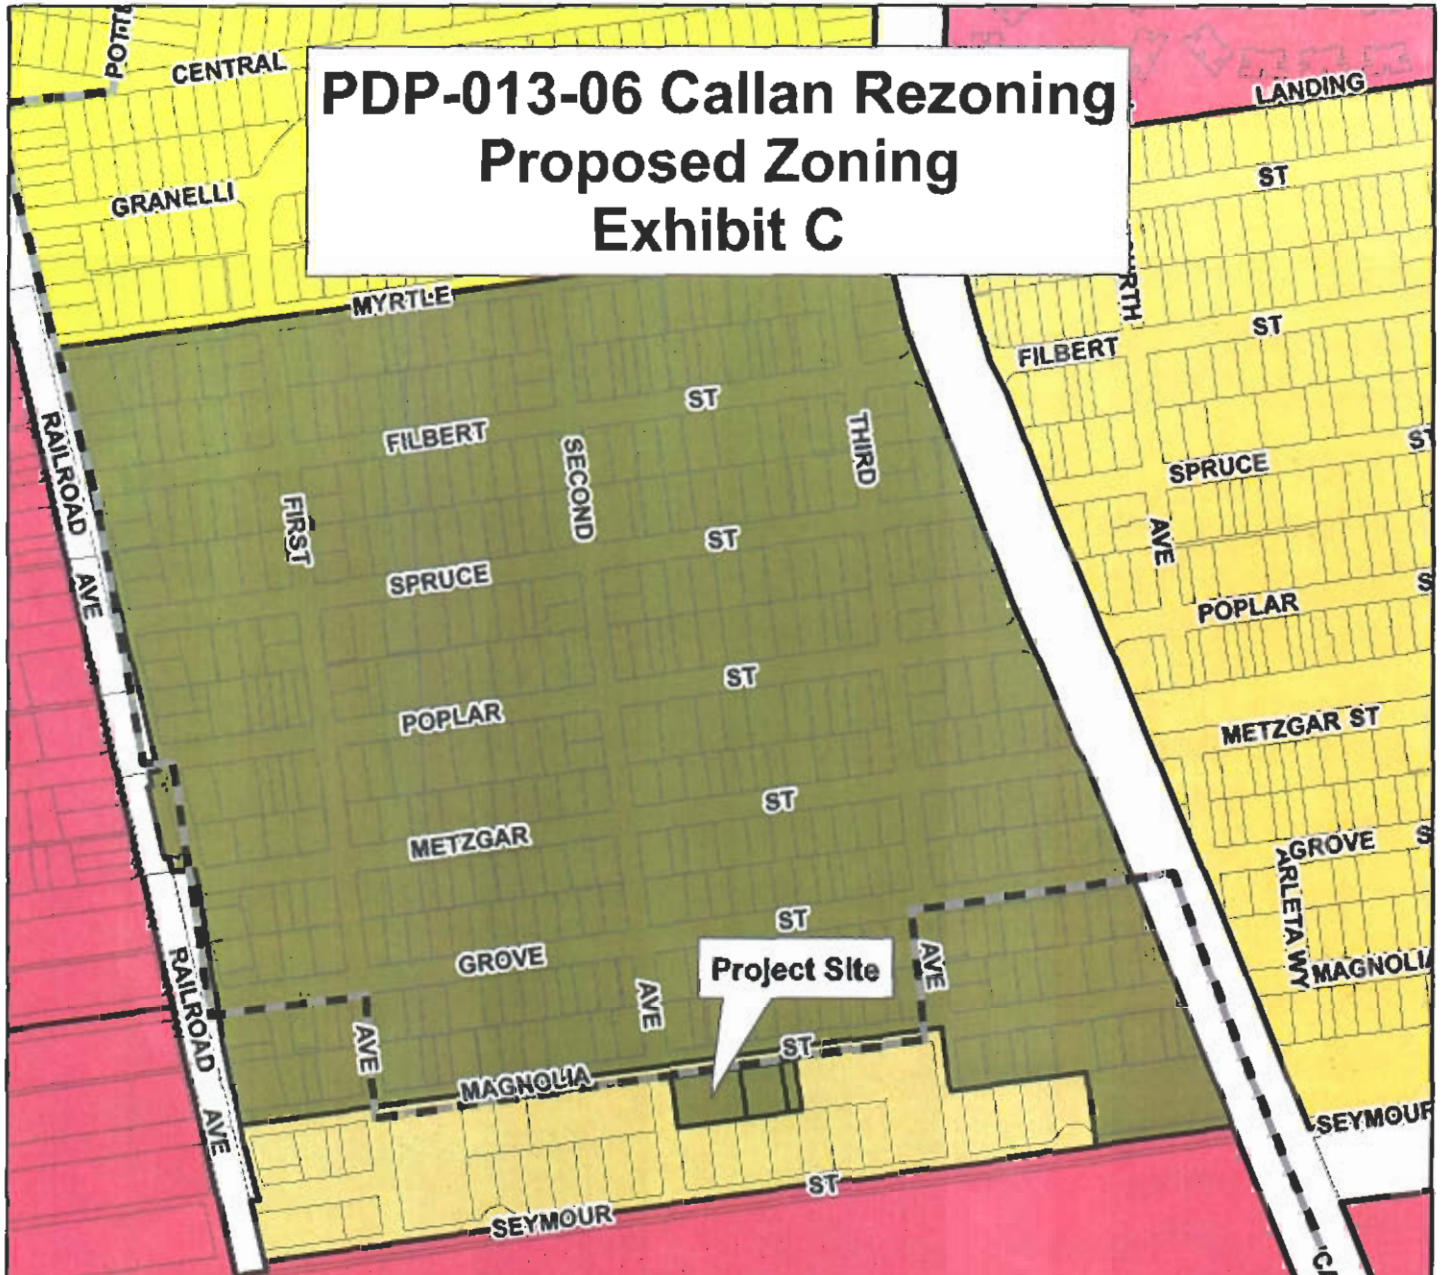 PDP-013-06 Callan Rezoning
Proposed Zoning
Exhibit C
CENTRAL
LANDING
GRANELLI
ST
MYRTLE
FILBERT
ST
RAILROAD
AVE
FILBERT
ST
SECOND
THIRD
SPRUCE
FIRST
SPRUCE
ST
AVE
POPLAR
POPLAR
ST
METZGAR ST
METZGAR
ST
GROVE
ARLETA WY
GROVE
ST
AVE
Project Site
AVE
RAILROAD
AVE
AVE
ST
MAGNOLIA
SEYMOUR
ST
SEYMOUR